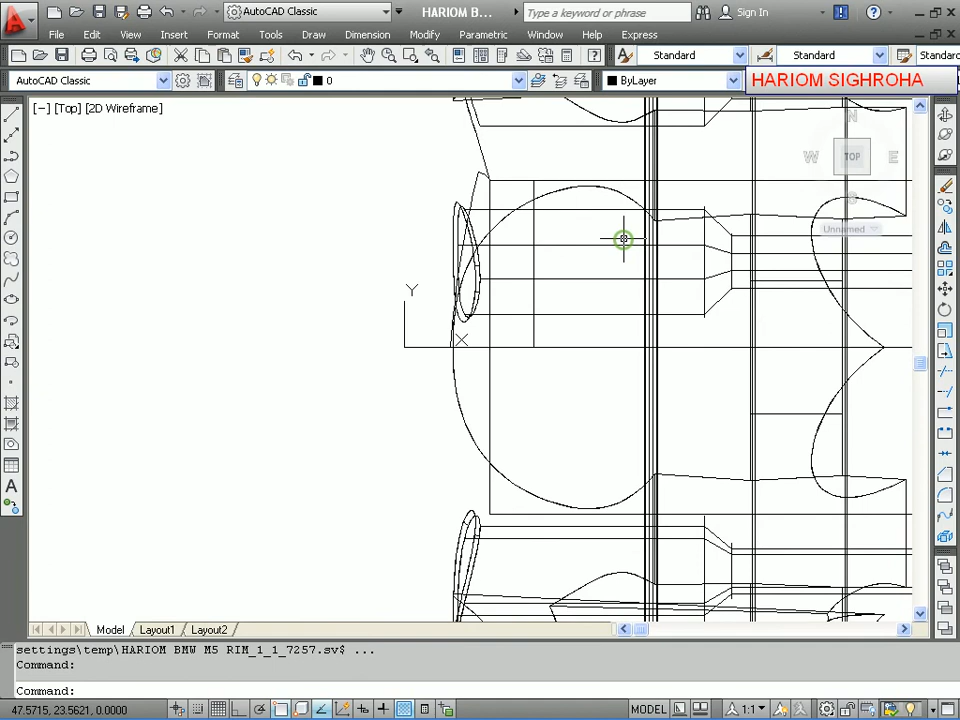 AutoCAD Classic
HARIOM B...
Type a keyword or phrase
Sign In
File Edit View Insert Format Tools Draw Dimension Modify Parametric Window Help Express
Standard Standard Standard
AutoCAD Classic 0 ByLayer HARIOM SIGHROHA
[−] [Top] [2D Wireframe]
N
W TOP E
S
Unnamed
Y
X
Model Layout1 Layout2
settings\temp\HARIOM BMW M5 RIM_1_1_7257.sv$ ...
Command:
Command:
47.5715, 23.5621, 0.0000 MODEL 1:1